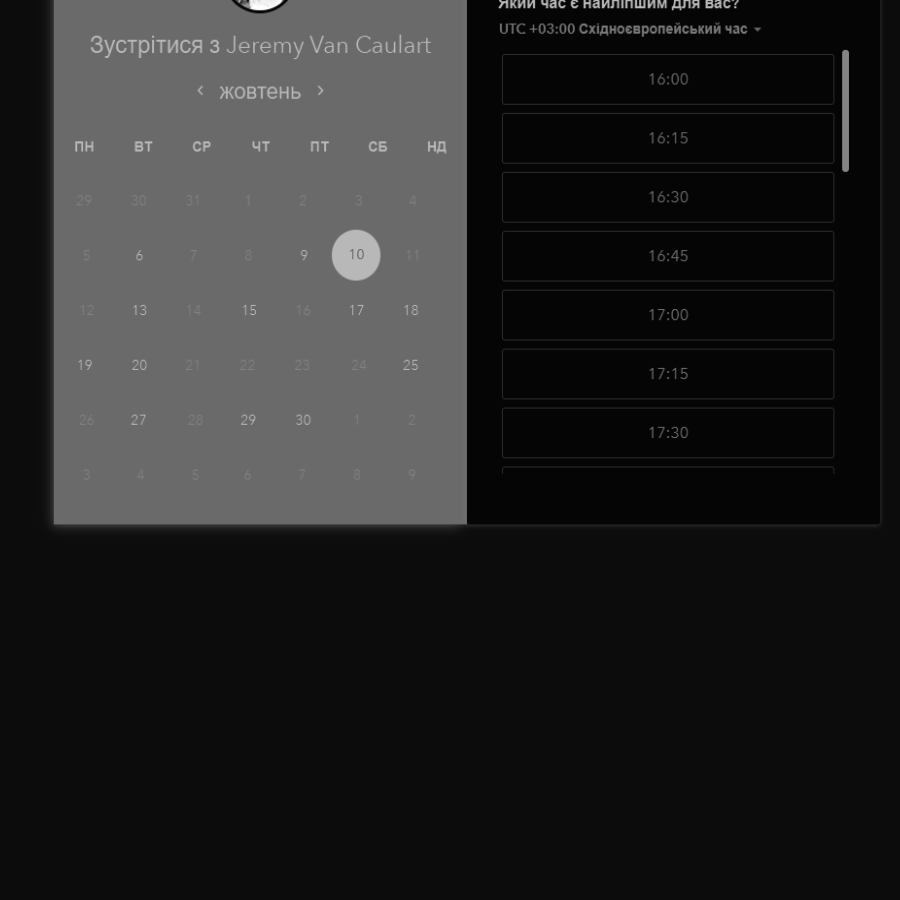 Зустрітися з Jeremy Van Caulart
‹ жовтень ›
ПН ВТ СР ЧТ ПТ СБ НД
29 30 31 1 2 3 4
5 6 7 8 9 10 11
12 13 14 15 16 17 18
19 20 21 22 23 24 25
26 27 28 29 30 1 2
3 4 5 6 7 8 9
Який час є найліпшим для вас?
UTC +03:00 Східноєвропейський час
16:00
16:15
16:30
16:45
17:00
17:15
17:30